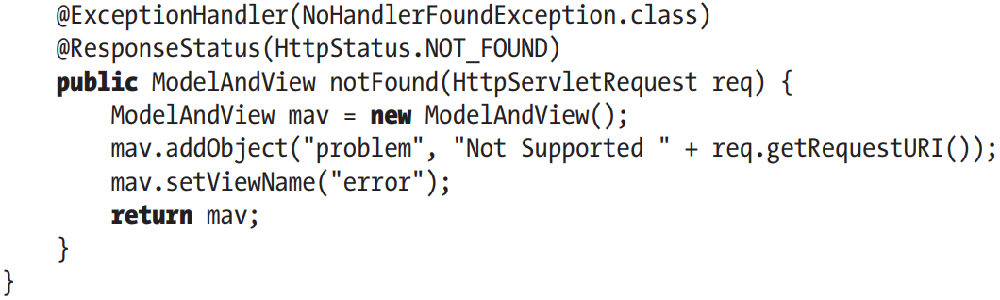 @ExceptionHandler(NoHandlerFoundException.class)
@ResponseStatus(HttpStatus.NOT_FOUND)
public ModelAndView notFound(HttpServletRequest req) {
ModelAndView mav = new ModelAndView();
mav.addObject("problem", "Not Supported " + req.getRequestURI());
mav.setViewName("error");
return mav;
}
}